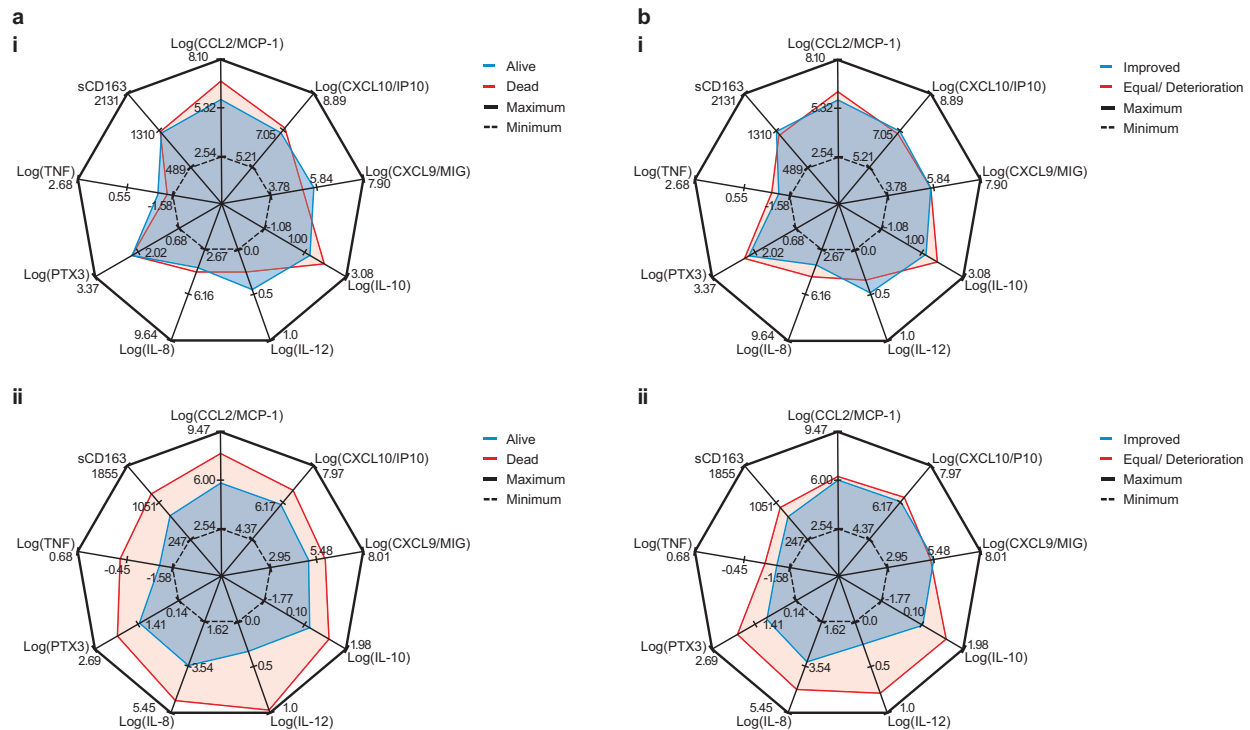 a
i
Log(CCL2/MCP-1)
8.10
Log(CXCL10/IP10)
8.89
sCD163
2131
5.32
7.05
1310
2.54
5.21
489
Log(CXCL9/MIG)
7.90
5.84
3.78
Log(TNF)
2.68
0.55
-1.58
-1.08
1.00
0.68
2.02
2.67
0.0
Log(PTX3)
3.37
3.08
Log(IL-10)
6.16
-0.5
9.64
Log(IL-8)
1.0
Log(IL-12)
Alive
Dead
Maximum
Minimum
b
i
Log(CCL2/MCP-1)
8.10
Log(CXCL10/IP10)
8.89
sCD163
2131
5.32
7.05
1310
2.54
5.21
489
Log(CXCL9/MIG)
7.90
5.84
3.78
Log(TNF)
2.68
0.55
-1.58
-1.08
1.00
0.68
2.02
2.67
0.0
Log(PTX3)
3.37
3.08
Log(IL-10)
6.16
-0.5
9.64
Log(IL-8)
1.0
Log(IL-12)
Improved
Equal/ Deterioration
Maximum
Minimum
ii
Log(CCL2/MCP-1)
9.47
Log(CXCL10/IP10)
7.97
sCD163
1855
6.00
6.17
1051
2.54
4.37
247
Log(CXCL9/MIG)
8.01
5.48
2.95
Log(TNF)
0.68
-0.45
-1.58
-1.77
0.10
0.14
1.41
1.62
0.0
Log(PTX3)
2.69
1.98
Log(IL-10)
3.54
-0.5
5.45
Log(IL-8)
1.0
Log(IL-12)
Alive
Dead
Maximum
Minimum
ii
Log(CCL2/MCP-1)
9.47
Log(CXCL10/P10)
7.97
sCD163
1855
6.00
6.17
1051
2.54
4.37
247
Log(CXCL9/MIG)
8.01
5.48
2.95
Log(TNF)
0.68
-0.45
-1.58
-1.77
0.10
0.14
1.41
1.62
0.0
Log(PTX3)
2.69
1.98
Log(IL-10)
3.54
-0.5
5.45
Log(IL-8)
1.0
Log(IL-12)
Improved
Equal/ Deterioration
Maximum
Minimum